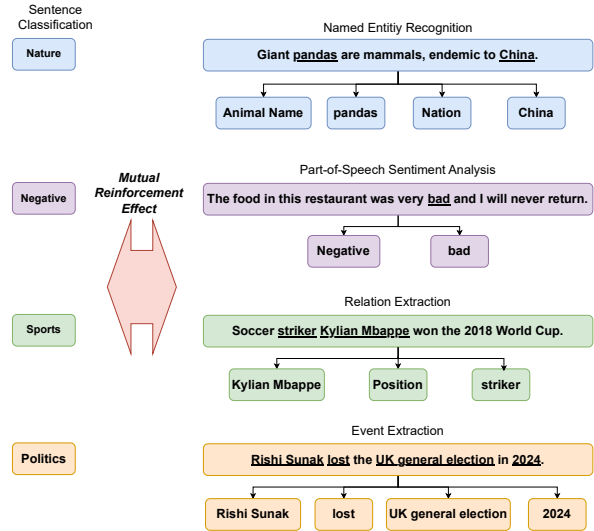 Sentence
Classification
Named Entitiy Recognition
Nature
Giant pandas are mammals, endemic to China.
Animal Name
pandas
Nation
China
Part-of-Speech Sentiment Analysis
Mutual
Reinforcement
Effect
Negative
The food in this restaurant was very bad and I will never return.
Negative
bad
Relation Extraction
Sports
Soccer striker Kylian Mbappe won the 2018 World Cup.
Kylian Mbappe
Position
striker
Event Extraction
Politics
Rishi Sunak lost the UK general election in 2024.
Rishi Sunak
lost
UK general election
2024